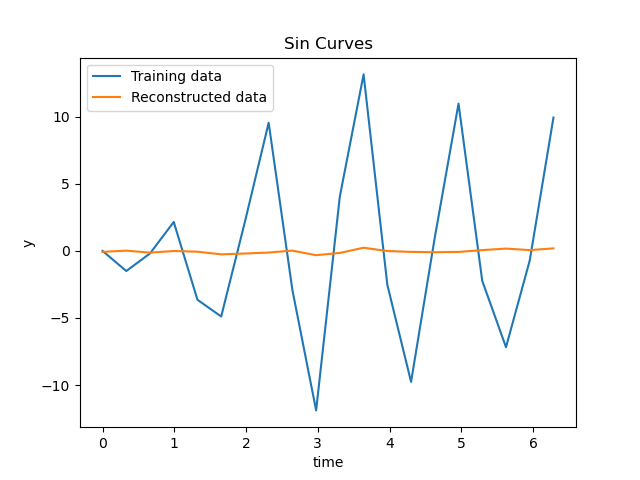 Sin Curves
Training data
Reconstructed data
10
5
0
−5
−10
y
0 1 2 3 4 5 6
time